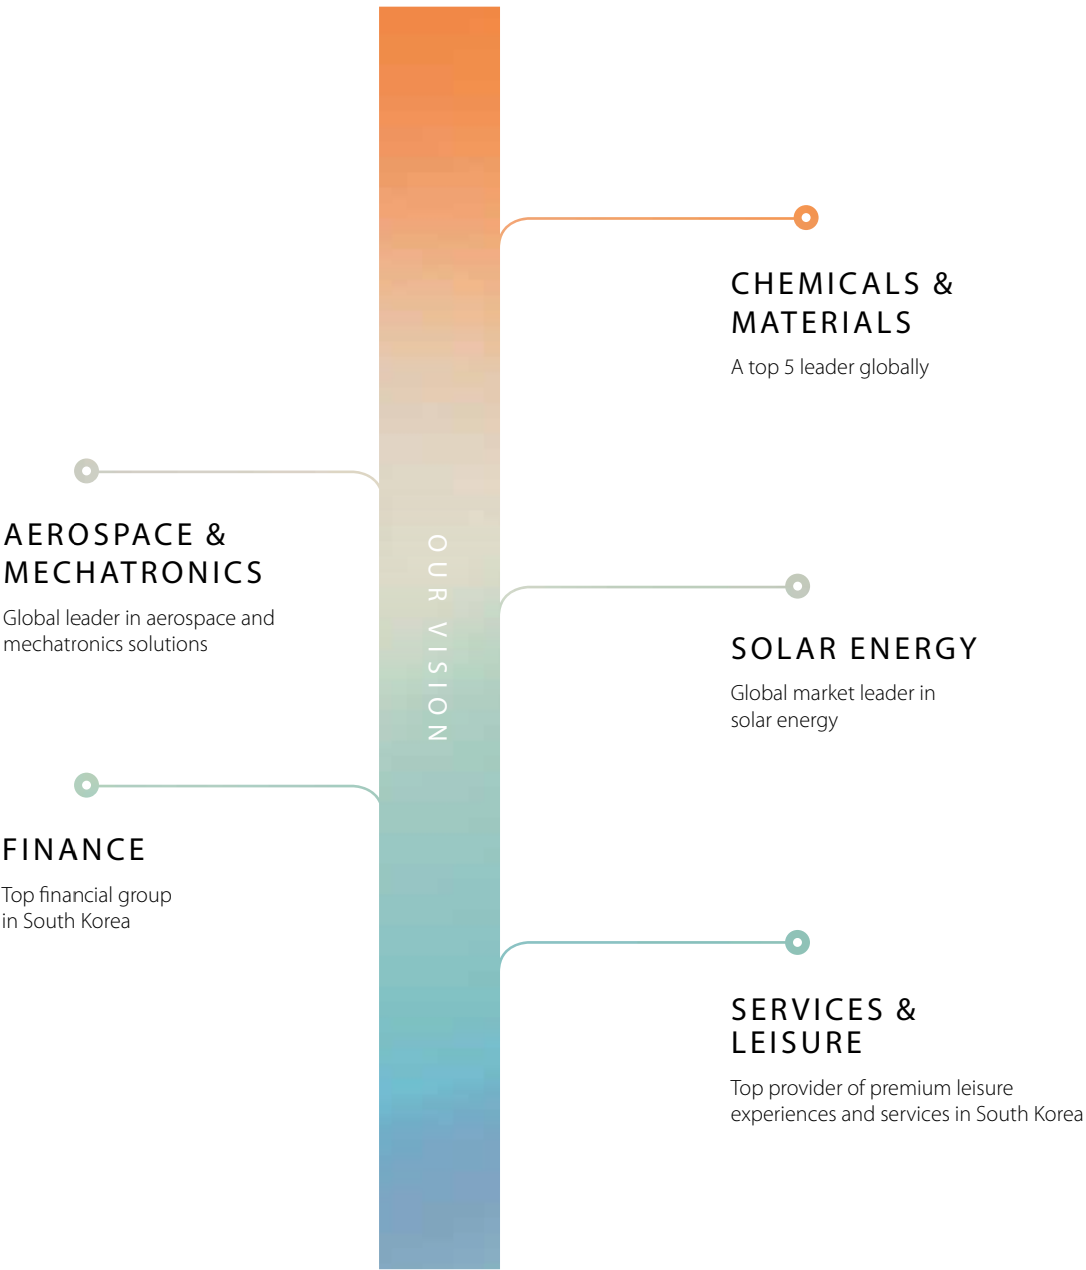 CHEMICALS &
MATERIALS
A top 5 leader globally
AEROSPACE &
MECHATRONICS
Global leader in aerospace and
mechatronics solutions
OUR VISION
SOLAR ENERGY
Global market leader in
solar energy
FINANCE
Top financial group
in South Korea
SERVICES &
LEISURE
Top provider of premium leisure
experiences and services in South Korea